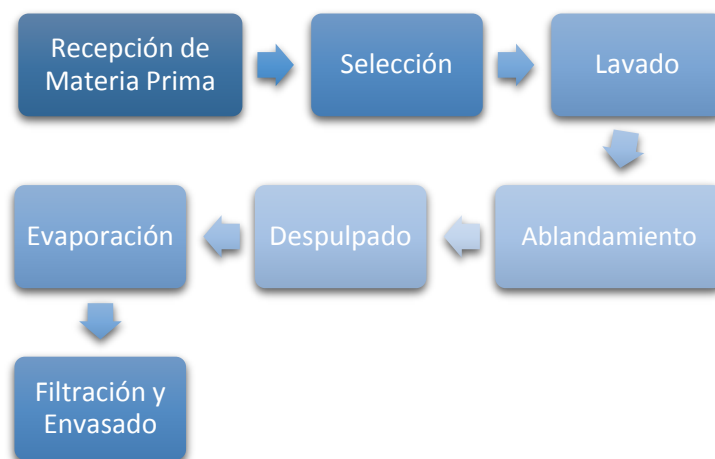 Recepción de
Materia Prima
Selección
Lavado
Ablandamiento
Despulpado
Evaporación
Filtración y
Envasado